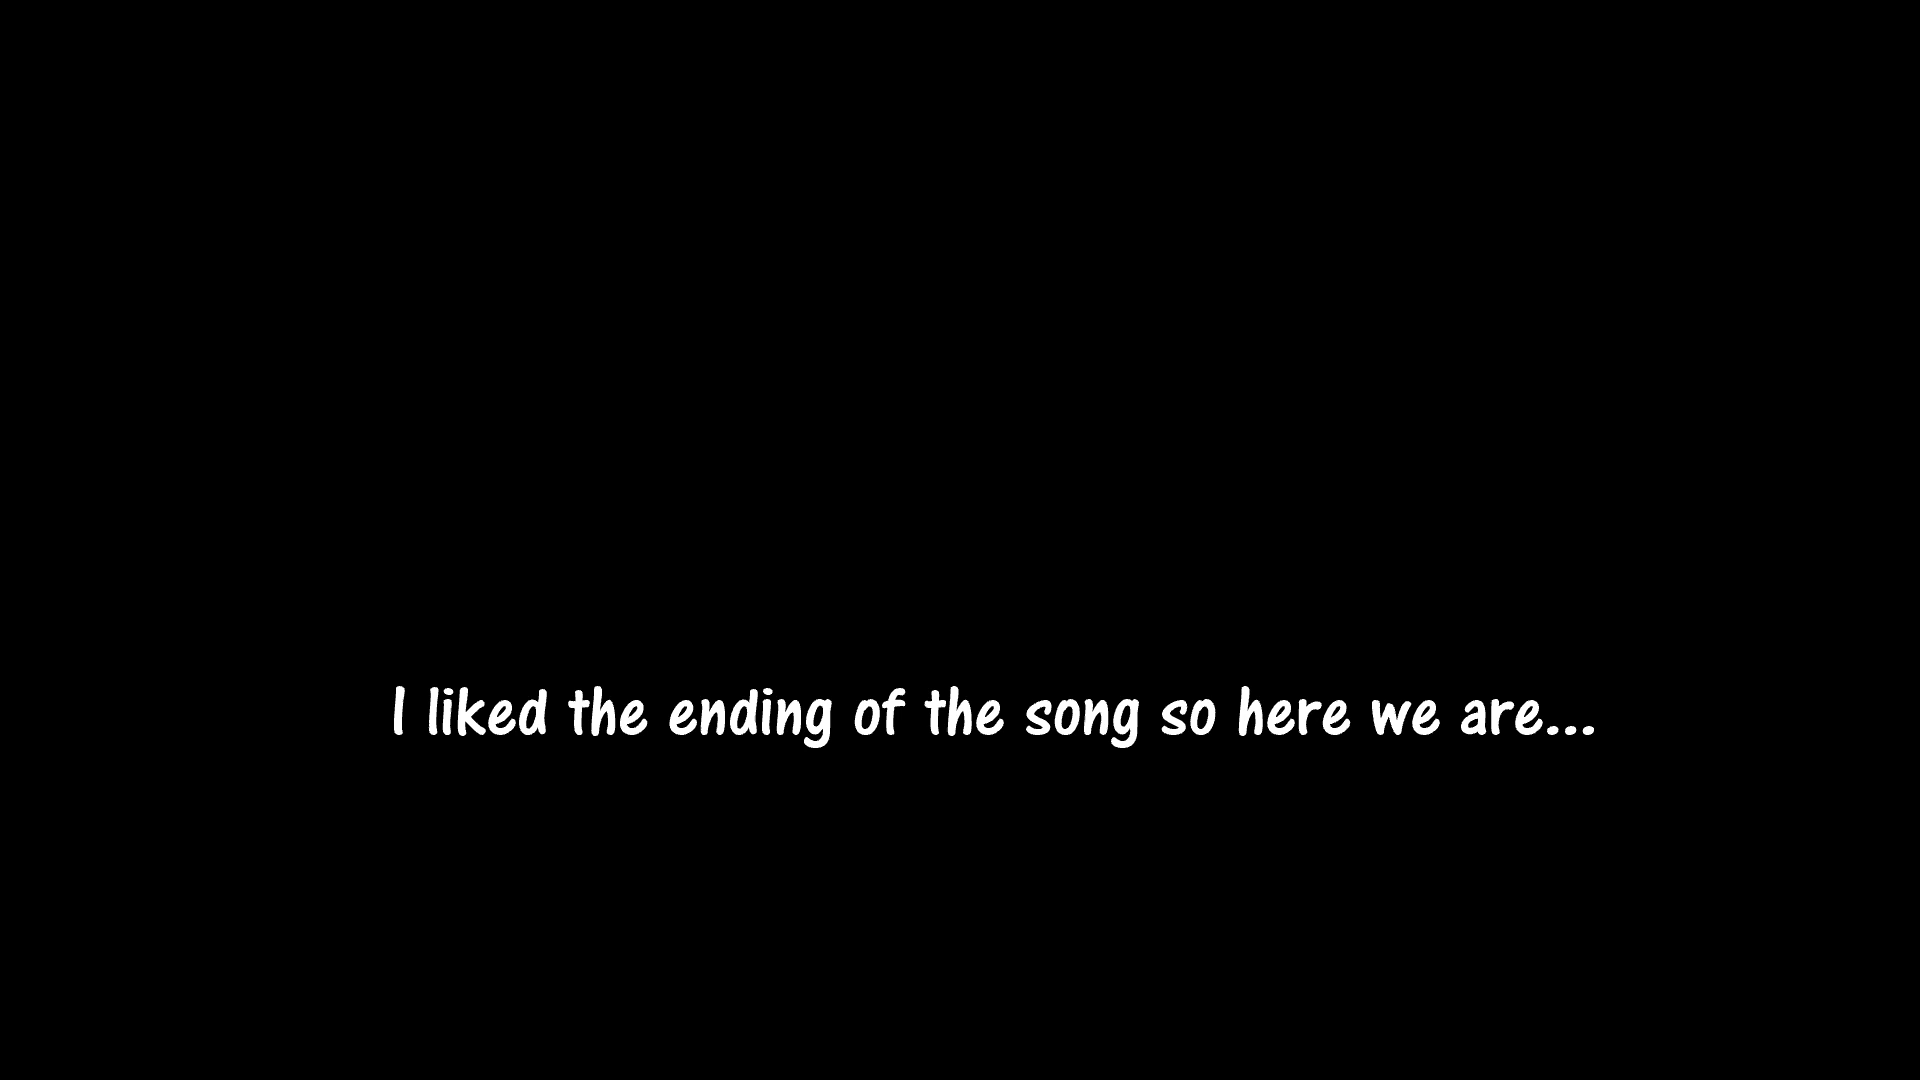 I liked the ending of the song so here we are...